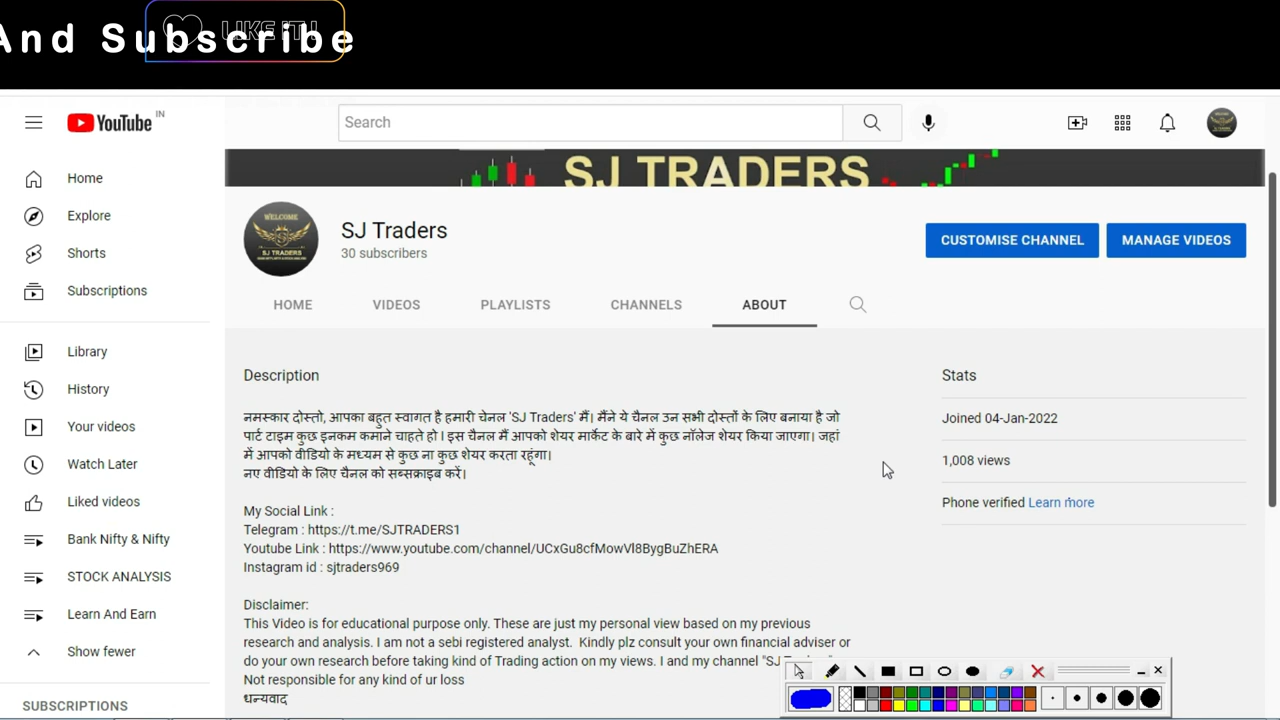 And Subscribe
LIKE IT !
YouTube IN
Search
SJ TRADERS
Home
Explore
Shorts
Subscriptions
Library
History
Your videos
Watch Later
Liked videos
Bank Nifty & Nifty
STOCK ANALYSIS
Learn And Earn
Show fewer
SUBSCRIPTIONS
WELCOME
SJ TRADERS
SJ Traders
30 subscribers
CUSTOMISE CHANNEL
MANAGE VIDEOS
HOME
VIDEOS
PLAYLISTS
CHANNELS
ABOUT
Description
नमस्कार दोस्तो, आपका बहुत स्वागत है हमारी चेनल 'SJ Traders' मैं। मैंने ये चैनल उन सभी दोस्तों के लिए बनाया है जो
पार्ट टाइम कुछ इनकम कमाने चाहते हो । इस चैनल मैं आपको शेयर मार्केट के बारे में कुछ नॉलेज शेयर किया जाएगा। जहां
में आपको वीडियो के मध्यम से कुछ ना कुछ शेयर करता रहूंगा।
नए वीडियो के लिए चैनल को सब्सक्राइब करें।
My Social Link :
Telegram : https://t.me/SJTRADERS1
Youtube Link : https://www.youtube.com/channel/UCxGu8cfMowVl8BygBuZhERA
Instagram id : sjtraders969
Disclaimer:
This Video is for educational purpose only. These are just my personal view based on my previous
research and analysis. I am not a sebi registered analyst. Kindly plz consult your own financial adviser or
do your own research before taking kind of Trading action on my views. I and my channel "SJ
Not responsible for any kind of ur loss
धन्यवाद
Stats
Joined 04-Jan-2022
1,008 views
Phone verified Learn more